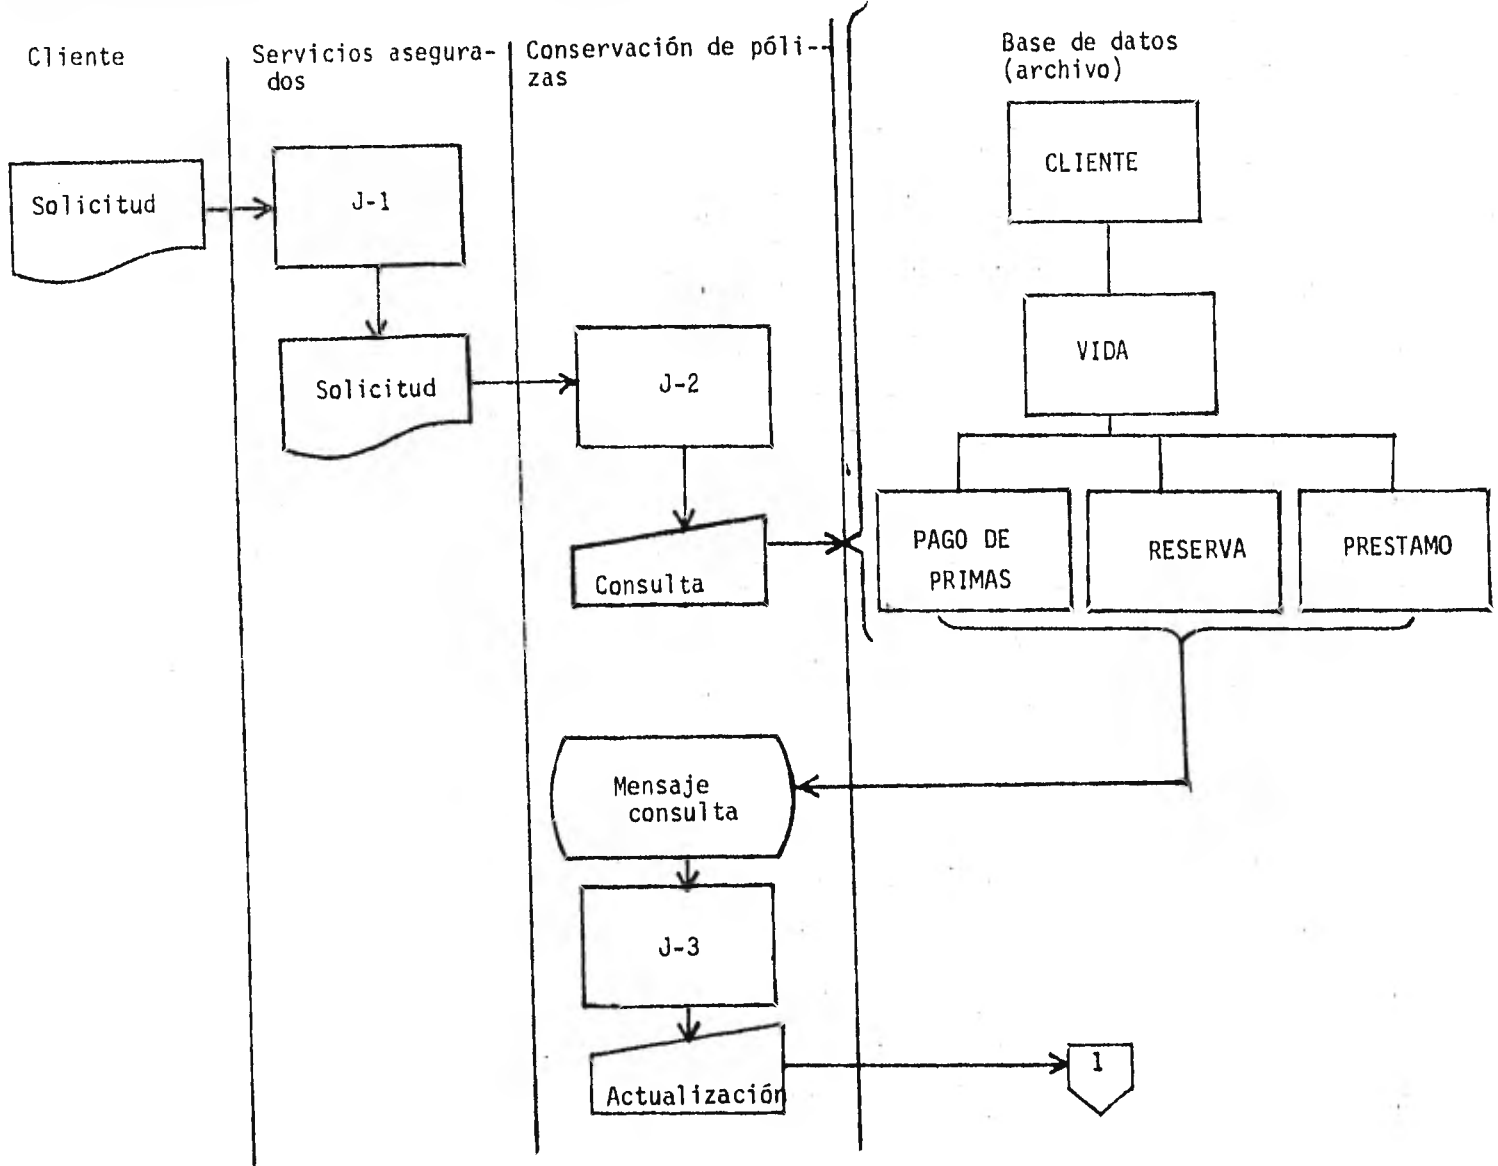 Cliente
Servicios asegura-
dos
Conservación de póli-
zas
Base de datos
(archivo)
Solicitud
J-1
CLIENTE
Solicitud
J-2
VIDA
Consulta
PAGO DE
PRIMAS
RESERVA
PRESTAMO
Mensaje
consulta
J-3
Actualización
1